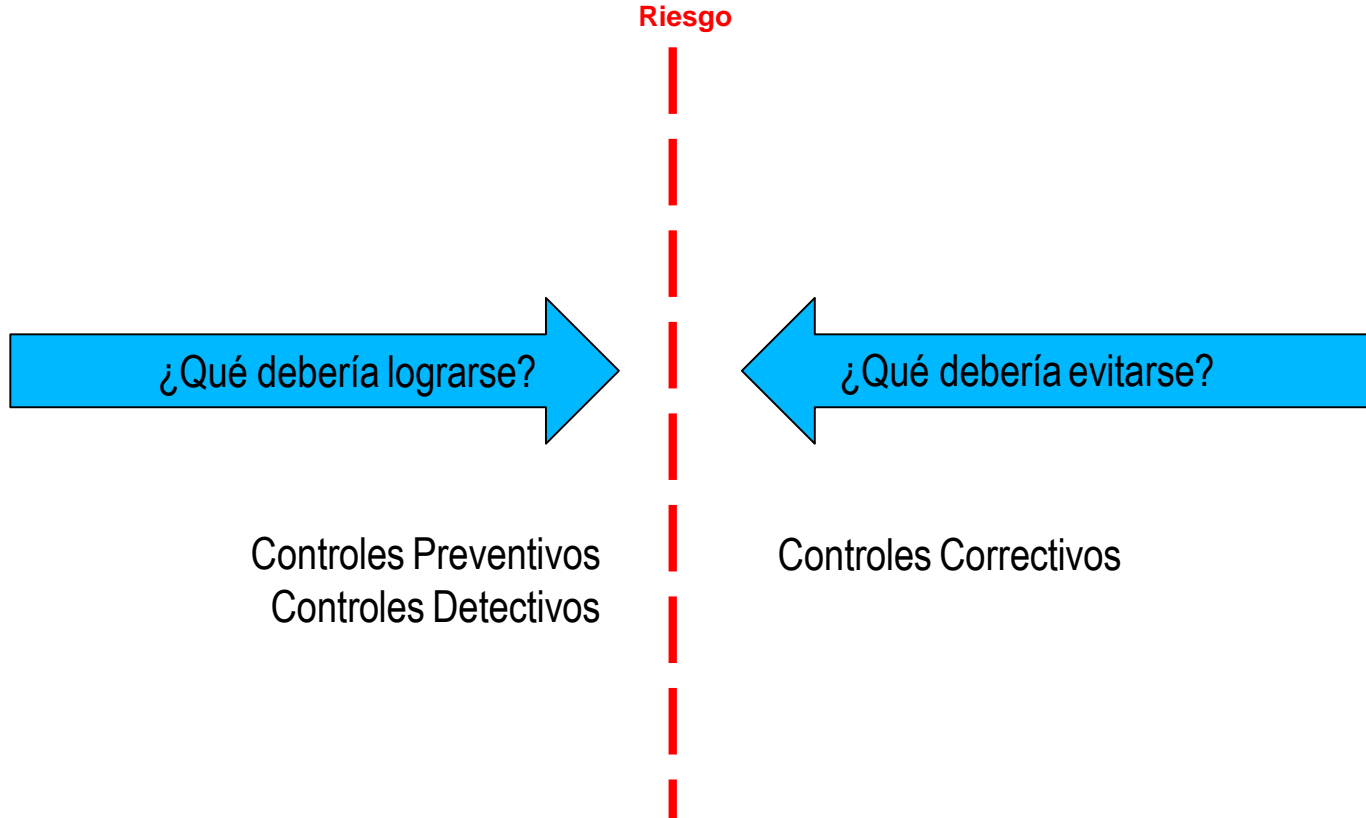 Riesgo
¿Qué debería lograrse?
¿Qué debería evitarse?
Controles Preventivos
Controles Detectivos
Controles Correctivos